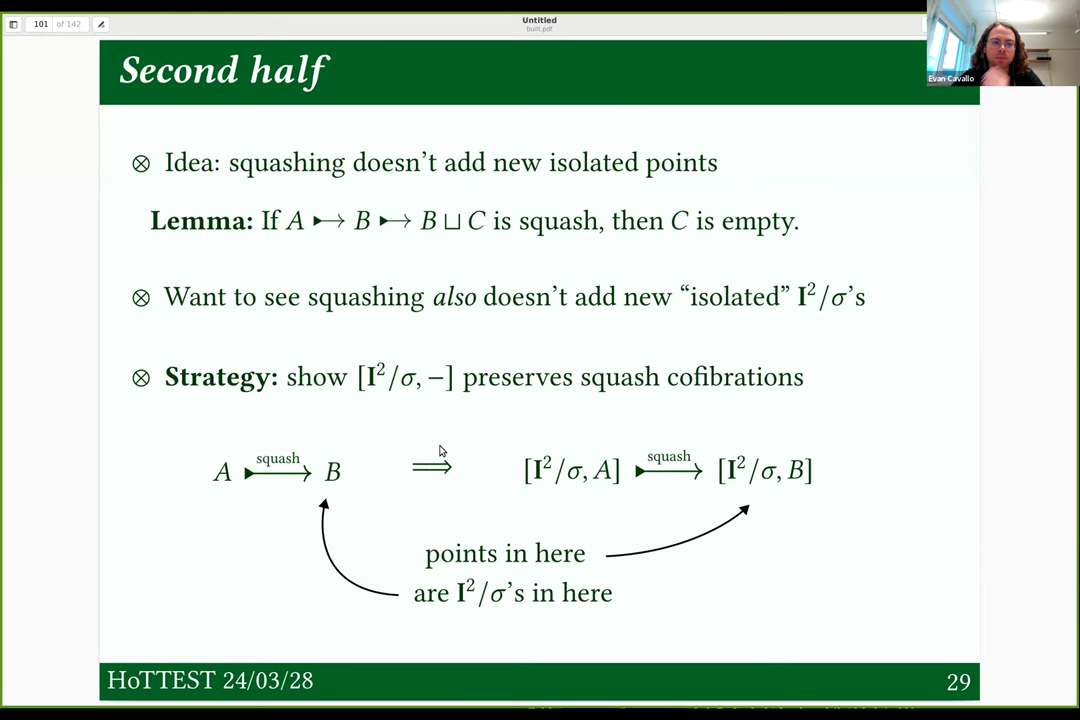 101 of 142
Untitled
built.pdf
Evan Cavallo
Second half
⊗ Idea: squashing doesn't add new isolated points
Lemma: If A ▸→ B ▸→ B ⊔ C is squash, then C is empty.
⊗ Want to see squashing also doesn't add new “isolated” I²/σ's
⊗ Strategy: show [I²/σ, −] preserves squash cofibrations
squash squash
A ▸→ B ⟹ [I²/σ, A] ▸→ [I²/σ, B]
points in here
are I²/σ's in here
HoTTEST 24/03/28 29